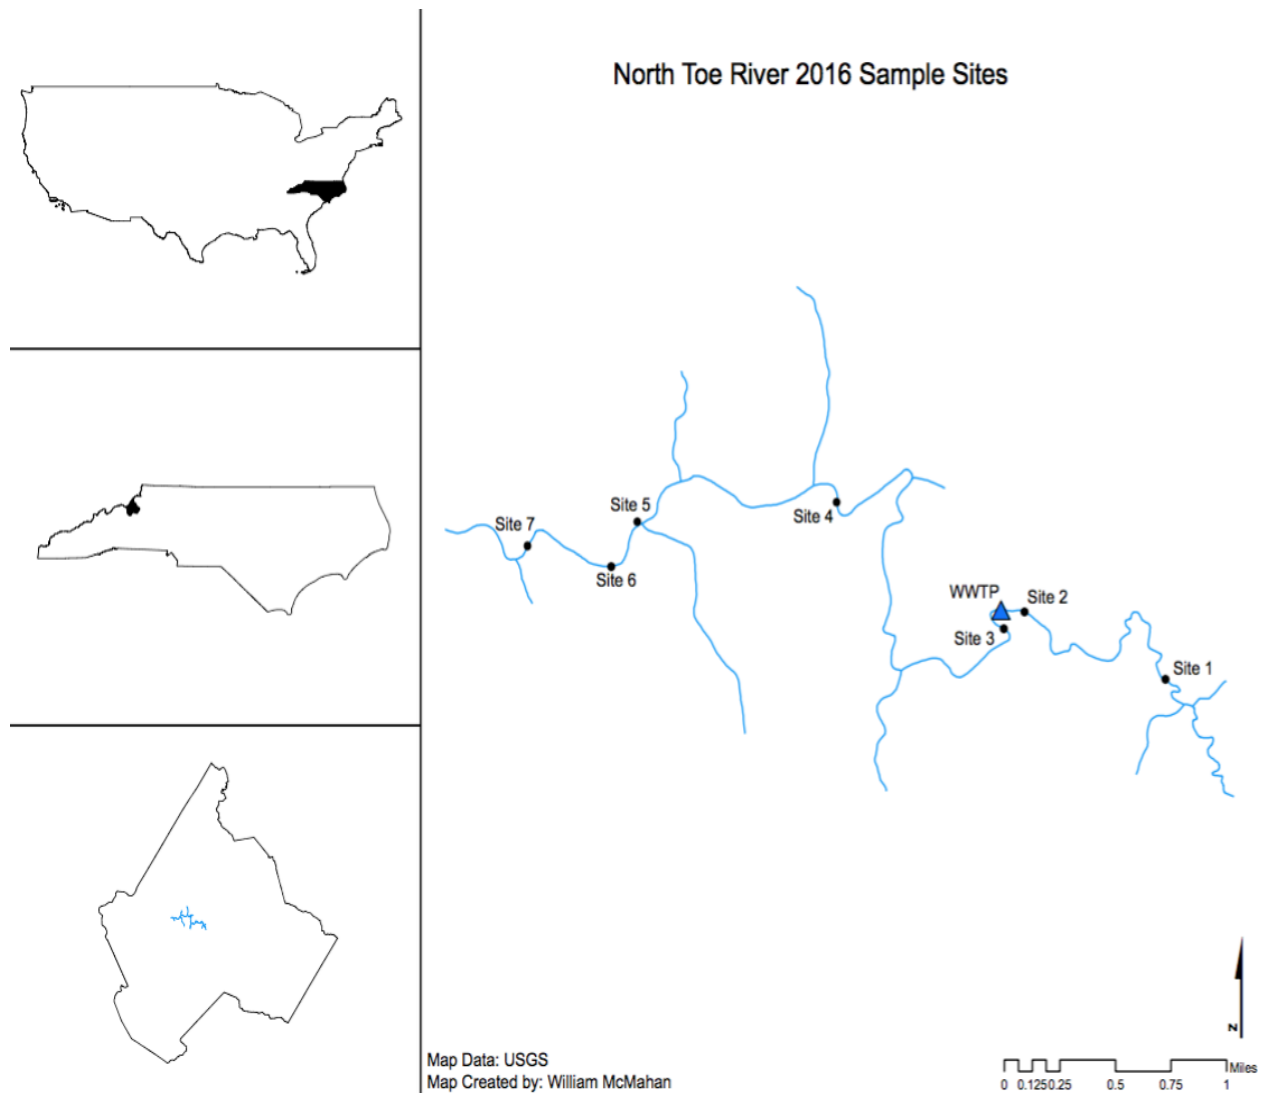 North Toe River 2016 Sample Sites
Site 5
Site 7
Site 4
Site 6
WWTP
Site 2
Site 3
Site 1
N
Map Data: USGS
Map Created by: William McMahan
Miles
0 0.125 0.25 0.5 0.75 1